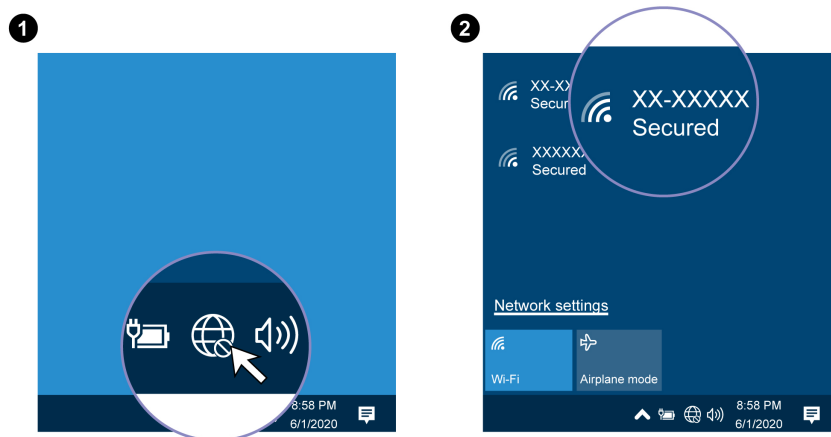 1
8:58 PM
6/1/2020
2
XX-XX
Secur
XX-XXXXX
Secured
XXXXX
Secured
Network settings
Wi-Fi
Airplane mode
8:58 PM
6/1/2020